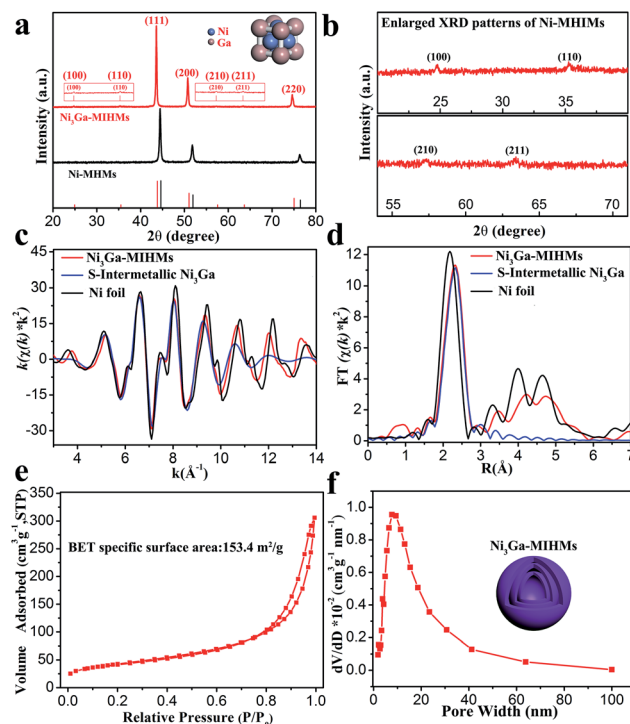 a
(111)
Ni
Ga
(100)
(110)
(200)
(210)
(211)
(220)
(100)
(110)
(210)
(211)
Ni₃Ga-MIHMs
Ni-MHMs
Intensity (a.u.)
20 30 40 50 60 70 80
2θ (degree)
b
Enlarged XRD patterns of Ni-MHIMs
(100)
(110)
25 30 35
(210)
(211)
55 60 65 70
Intensity (a.u.)
2θ (degree)
c
Ni₃Ga-MIHMs
S-Intermetallic Ni₃Ga
Ni foil
k(χ(k)*k²)
45
30
15
0
-15
-30
4 6 8 10 12 14
k(Å⁻¹)
d
Ni₃Ga-MIHMs
S-Intermetallic Ni₃Ga
Ni foil
FT (χ(k)*k²)
12
10
8
6
4
2
0
0 1 2 3 4 5 6 7
R(Å)
e
BET specific surface area:153.4 m²/g
Volume Adsorbed (cm³g⁻¹,STP)
350
300
250
200
150
100
50
0
0.0 0.2 0.4 0.6 0.8 1.0
Relative Pressure (P/P₀)
f
Ni₃Ga-MIHMs
dV/dD *10⁻² (cm³g⁻¹ nm⁻¹)
1.0
0.8
0.6
0.4
0.2
0.0
0 20 40 60 80 100
Pore Width (nm)